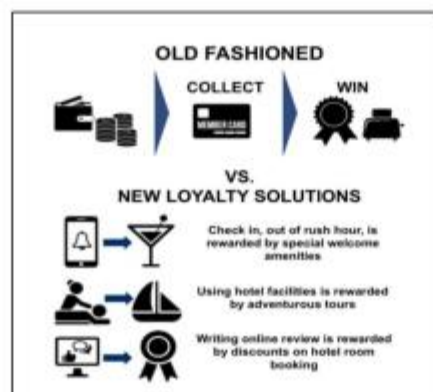 OLD FASHIONED
COLLECT
WIN
MEMBER CARD
VS.
NEW LOYALTY SOLUTIONS
Check in, out of rush hour, is
rewarded by special welcome
amenities
Using hotel facilities is rewarded
by adventurous tours
Writing online review is rewarded
by discounts on hotel room
booking